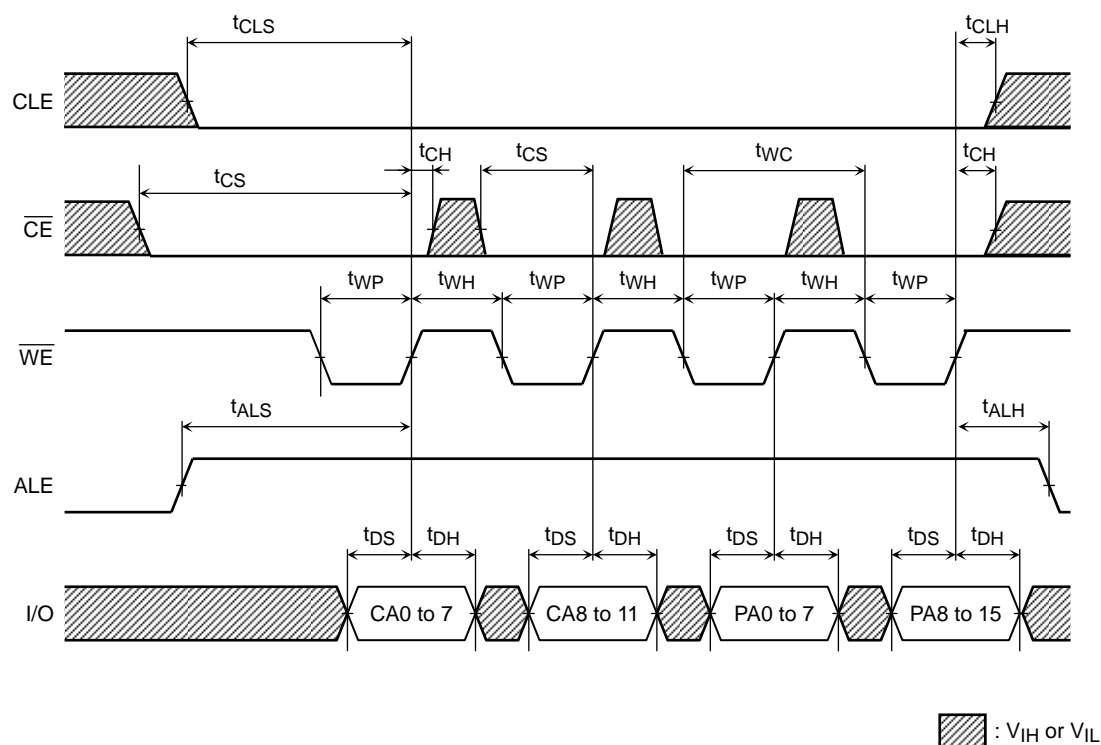 tCLS
tCLH
CLE
tCH
tCS
tWC
tCH
tCS
CE
tWP
tWH
tWP
tWH
tWP
tWH
tWP
WE
tALS
tALH
ALE
tDS
tDH
tDS
tDH
tDS
tDH
tDS
tDH
I/O
CA0 to 7
CA8 to 11
PA0 to 7
PA8 to 15
: VIH or VIL